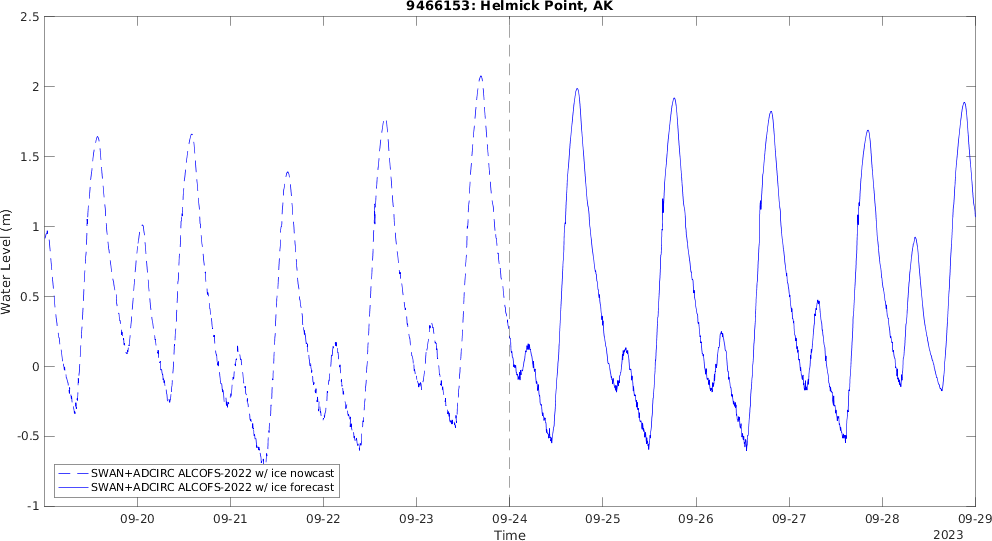 9466153: Helmick Point, AK
2.5
2
1.5
1
0.5
0
-0.5
-1
Water Level (m)
SWAN+ADCIRC ALCOFS-2022 w/ ice nowcast
SWAN+ADCIRC ALCOFS-2022 w/ ice forecast
09-20 09-21 09-22 09-23 09-24 09-25 09-26 09-27 09-28 09-29
Time
2023